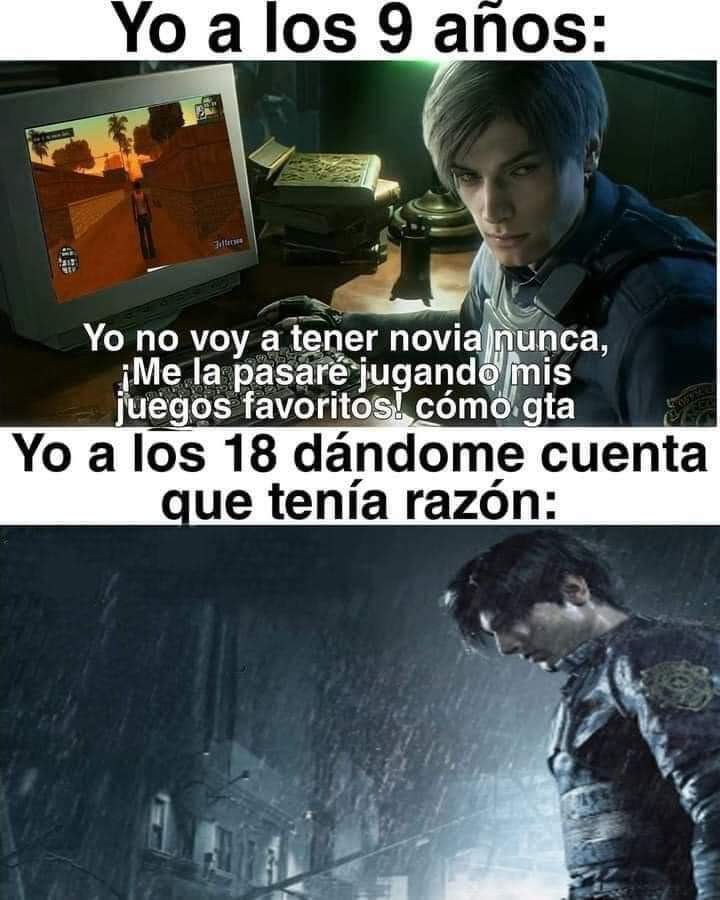 Yo a los 9 años:
Jefferson
Yo no voy a tener novia nunca,
¡Me la pasaré jugando mis
juegos favoritos! cómo gta
Yo a los 18 dándome cuenta
que tenía razón: